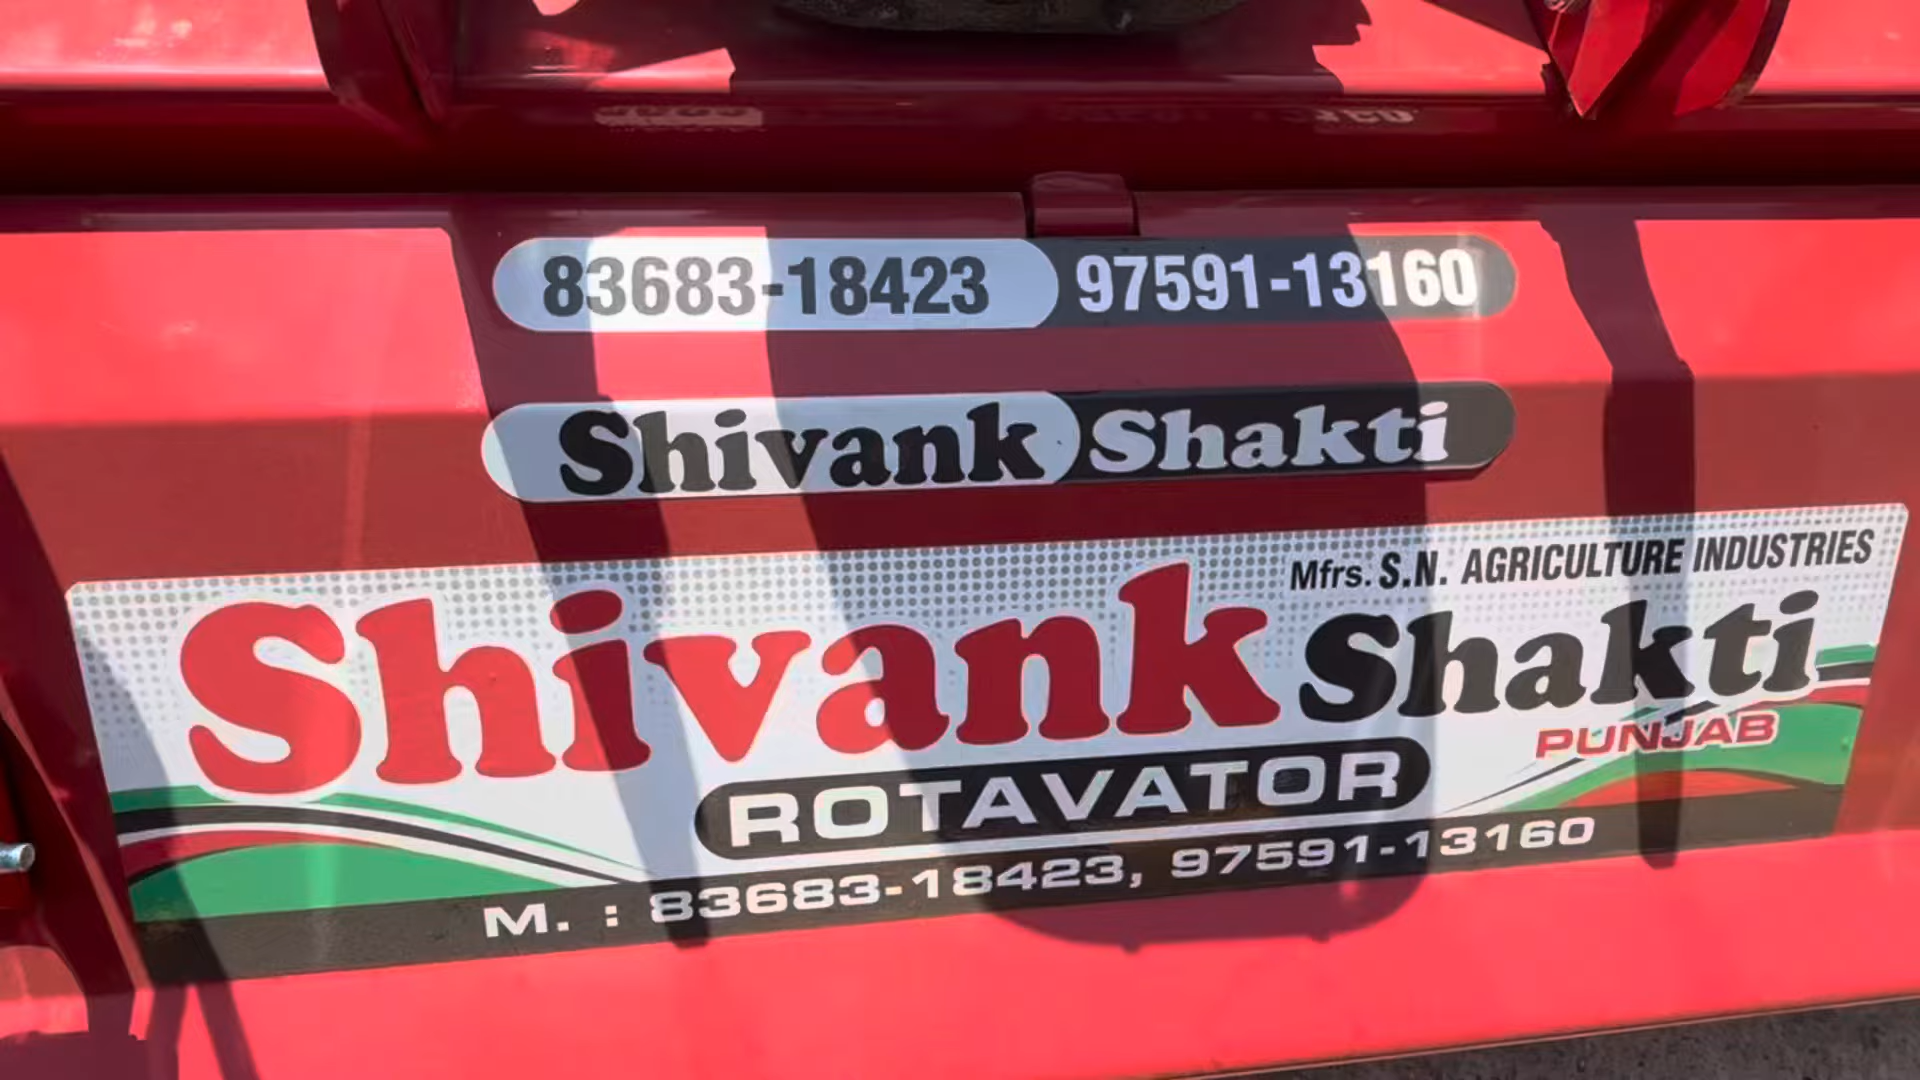 83683-18423 97591-13160
Shivank Shakti
Mfrs. S.N. AGRICULTURE INDUSTRIES
Shivank Shakti
PUNJAB
ROTAVATOR
M. : 83683-18423, 97591-13160